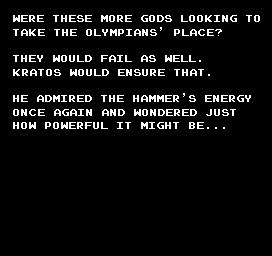 WERE THESE MORE GODS LOOKING TO
TAKE THE OLYMPIANS' PLACE?
THEY WOULD FAIL AS WELL.
KRATOS WOULD ENSURE THAT.
HE ADMIRED THE HAMMER'S ENERGY
ONCE AGAIN AND WONDERED JUST
HOW POWERFUL IT MIGHT BE...